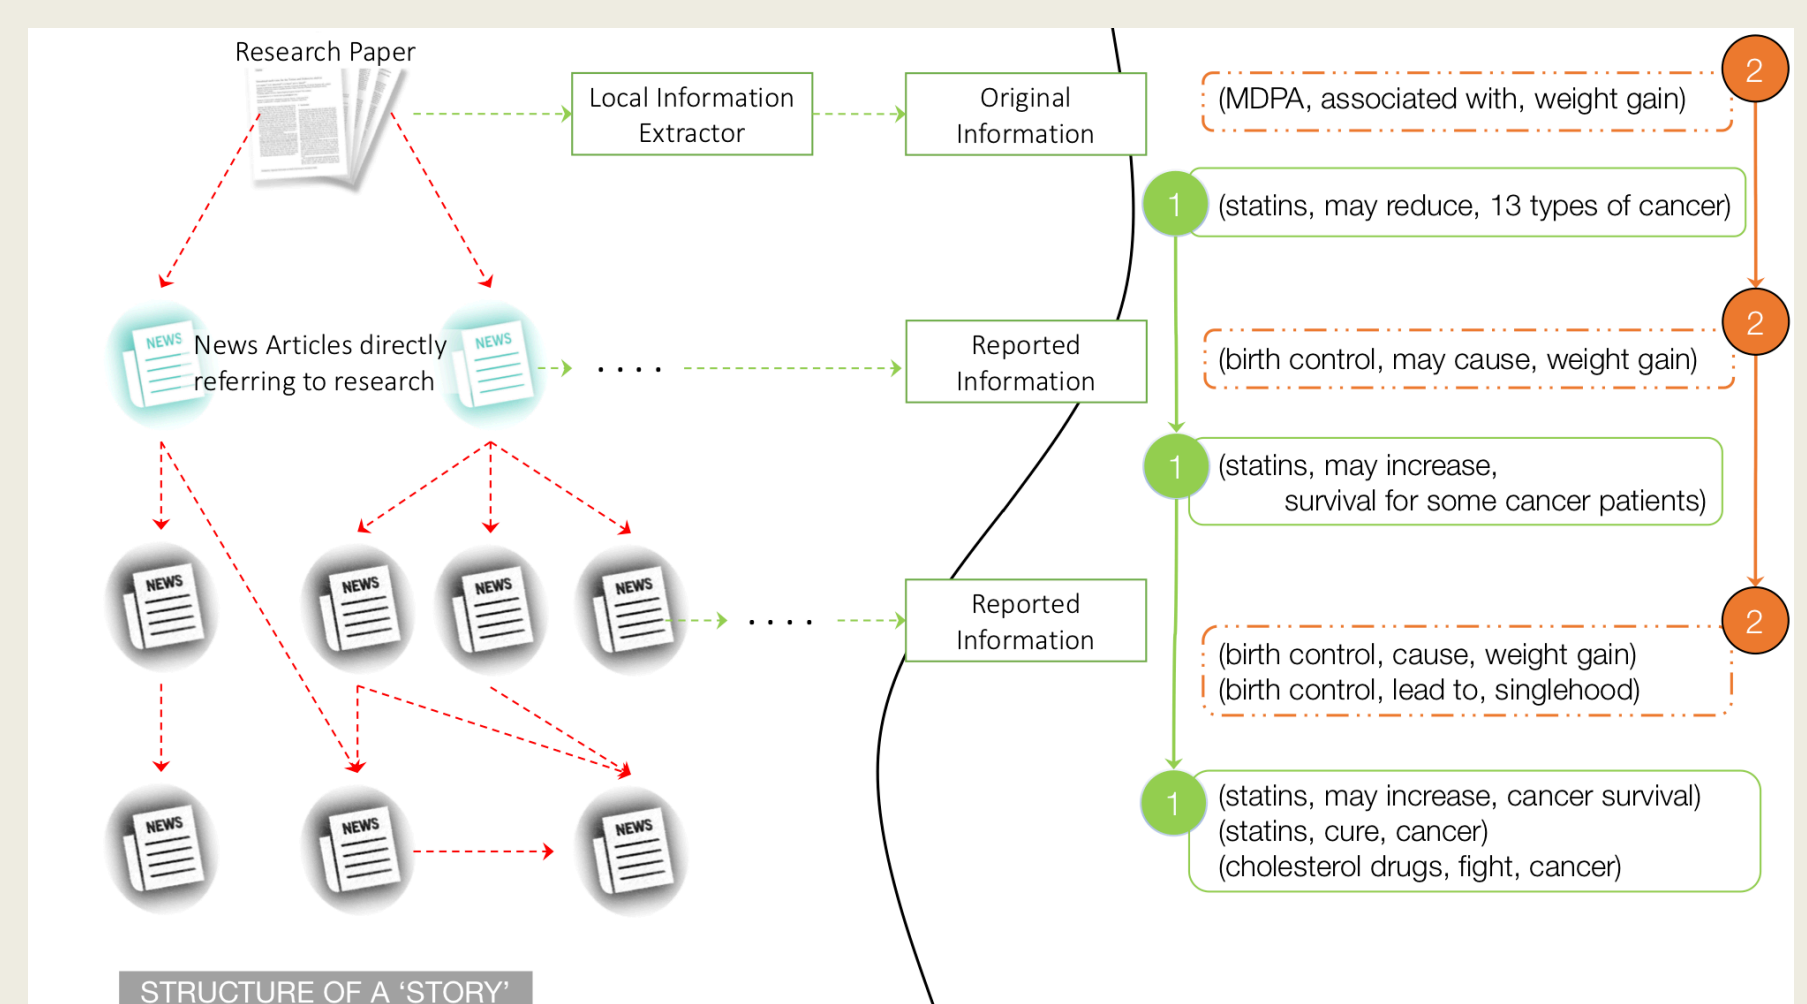 Research Paper
Local Information
Extractor
Original
Information
2
(MDPA, associated with, weight gain)
1
(statins, may reduce, 13 types of cancer)
NEWS
News Articles directly
referring to research
NEWS
. . . .
Reported
Information
2
(birth control, may cause, weight gain)
1
(statins, may increase,
survival for some cancer patients)
NEWS
NEWS
NEWS
NEWS
. . . .
Reported
Information
2
(birth control, cause, weight gain)
(birth control, lead to, singlehood)
NEWS
NEWS
NEWS
1
(statins, may increase, cancer survival)
(statins, cure, cancer)
(cholesterol drugs, fight, cancer)
STRUCTURE OF A ‘STORY’